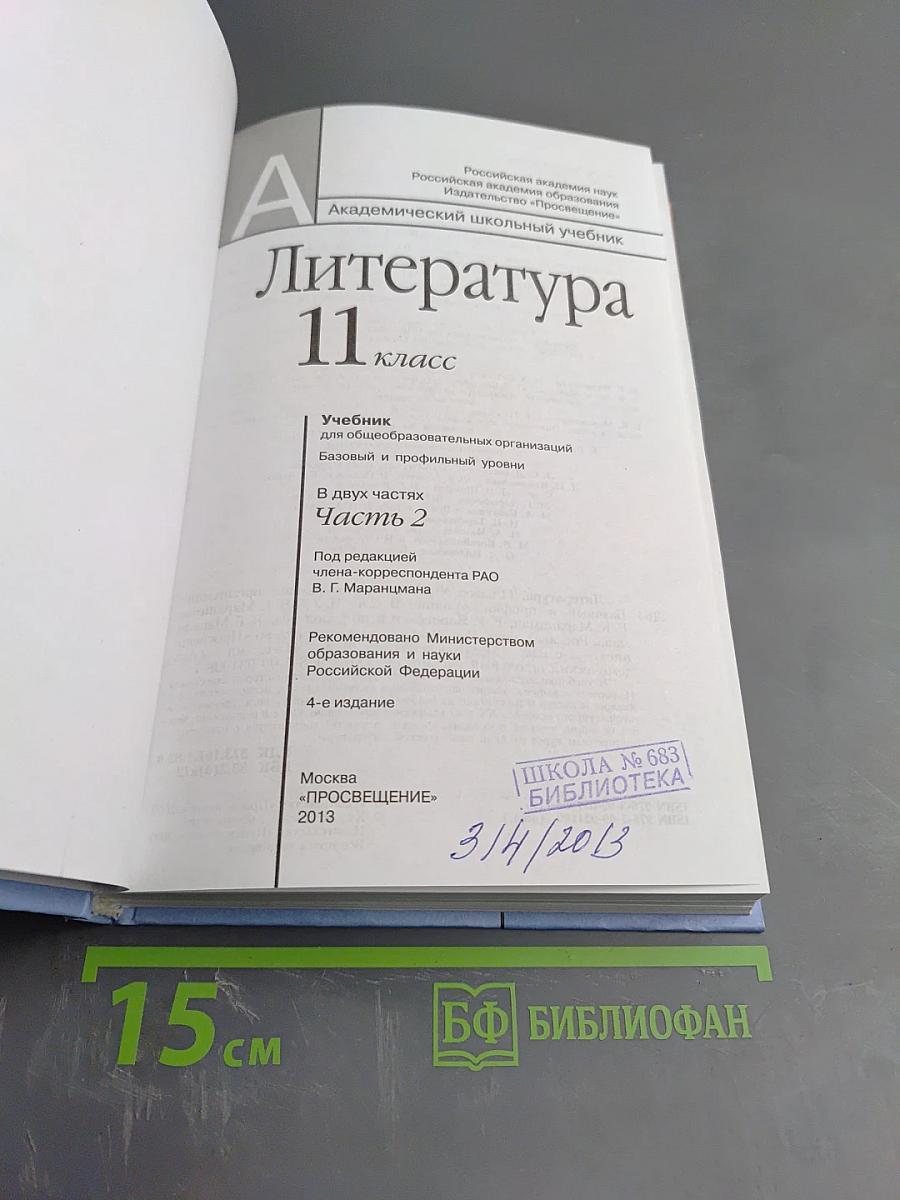 А
Российская академия наук
Российская академия образования
Издательство «Просвещение»
Академический школьный учебник
Литература
11 класс
Учебник
для общеобразовательных организаций
Базовый и профильный уровни
В двух частях
Часть 2
Под редакцией
члена-корреспондента РАО
В. Г. Маранцмана
Рекомендовано Министерством
образования и науки
Российской Федерации
4-е издание
Москва
«ПРОСВЕЩЕНИЕ»
2013
ШКОЛА № 683
БИБЛИОТЕКА
3/4/2013
15 см
БФ БИБЛИОФАН